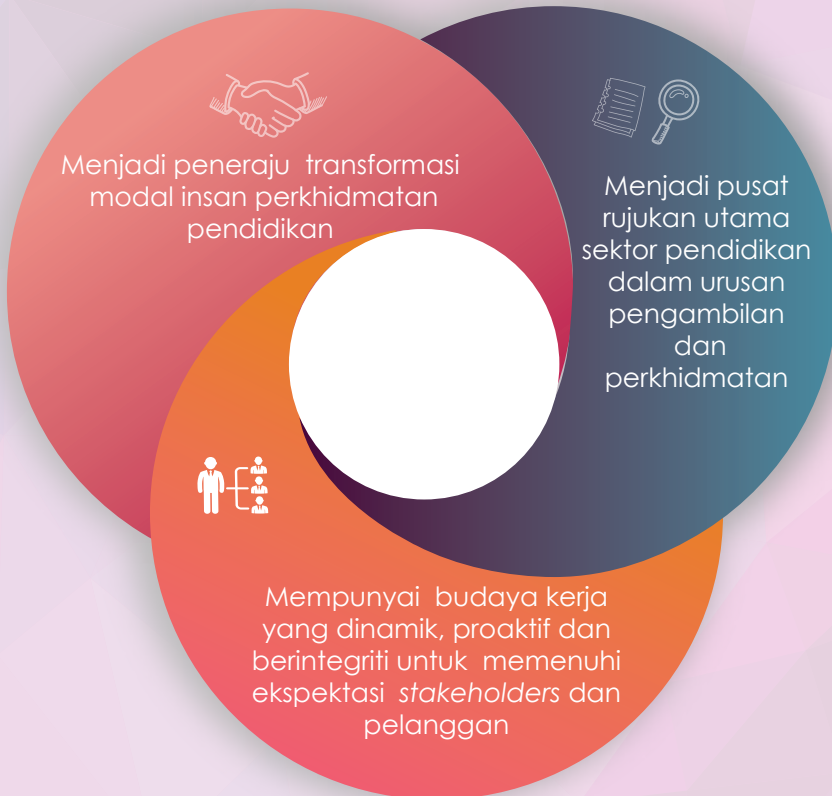 Menjadi peneraju transformasi
modal insan perkhidmatan
pendidikan
Menjadi pusat
rujukan utama
sektor pendidikan
dalam urusan
pengambilan
dan
perkhidmatan
Mempunyai budaya kerja
yang dinamik, proaktif dan
berintegriti untuk memenuhi
ekspektasi stakeholders dan
pelanggan